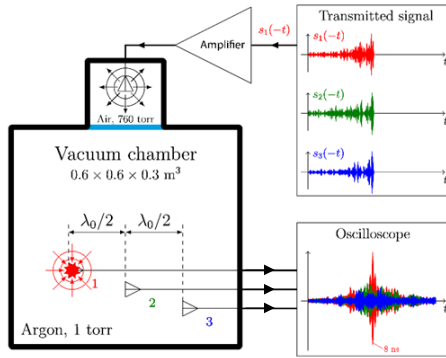 Transmitted signal
s₁(−t)
t
s₂(−t)
t
s₃(−t)
t
s₁(−t)
Amplifier
Air, 760 torr
Vacuum chamber
0.6 × 0.6 × 0.3 m³
λ₀/2
λ₀/2
1
2
3
Argon, 1 torr
Oscilloscope
t
8 ns